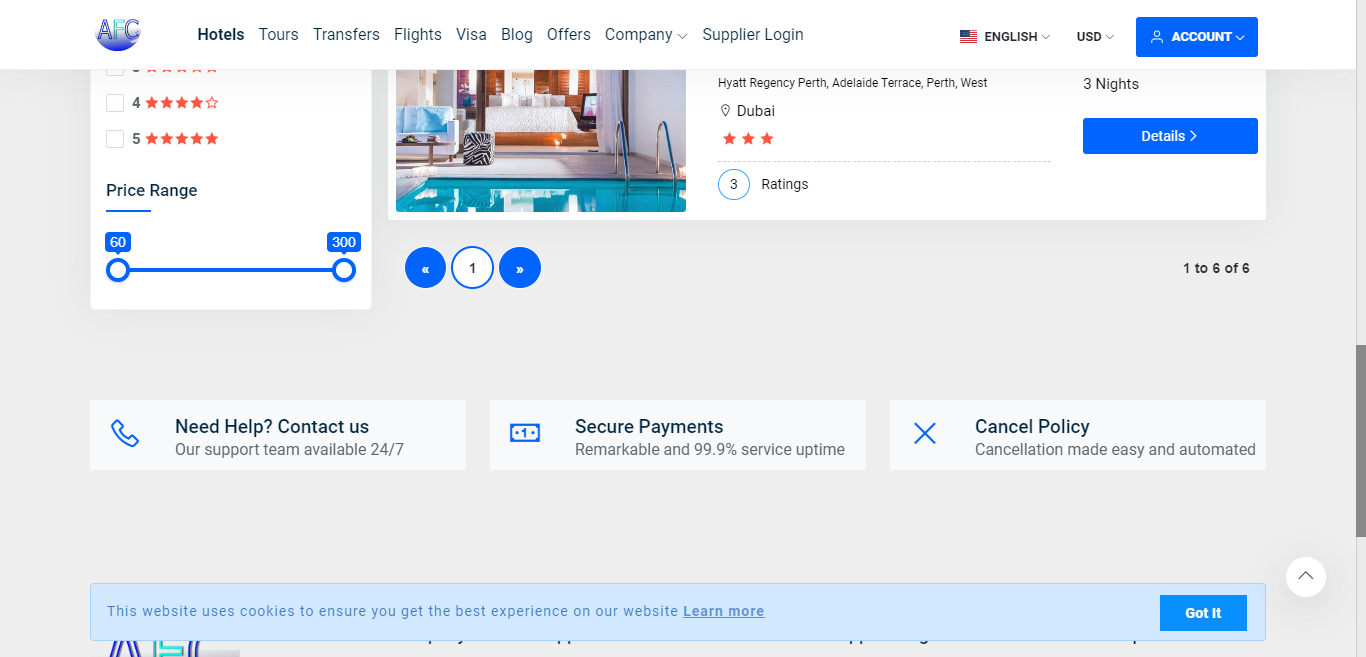 AFC
Hotels Tours Transfers Flights Visa Blog Offers Company Supplier Login
ENGLISH USD ACCOUNT
4
5
Price Range
60 300
Hyatt Regency Perth, Adelaide Terrace, Perth, West
Dubai
3 Ratings
3 Nights
Details
« 1 »
1 to 6 of 6
Need Help? Contact us
Our support team available 24/7
Secure Payments
Remarkable and 99.9% service uptime
Cancel Policy
Cancellation made easy and automated
This website uses cookies to ensure you get the best experience on our website Learn more
Got It